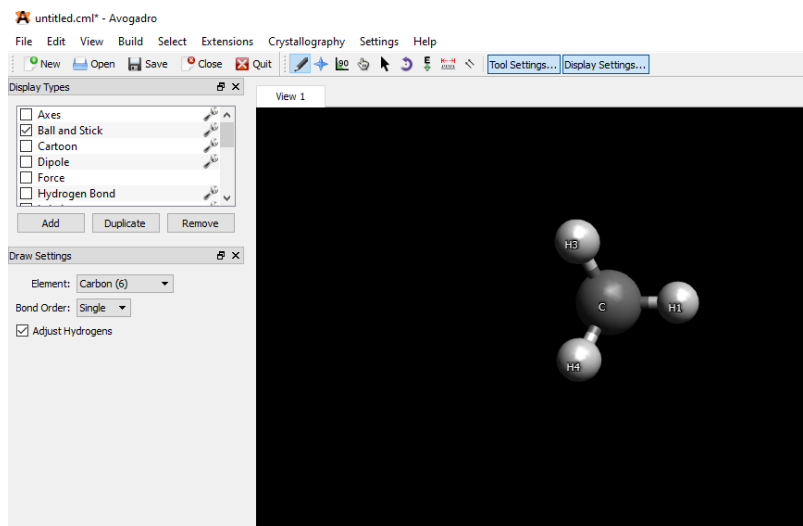 untitled.cml* - Avogadro
File Edit View Build Select Extensions Crystallography Settings Help
New Open Save Close Quit 90 E Tool Settings... Display Settings...
Display Types
View 1
Axes
Ball and Stick
Cartoon
Dipole
Force
Hydrogen Bond
Add Duplicate Remove
Draw Settings
Element: Carbon (6)
Bond Order: Single
Adjust Hydrogens
H3
C
H1
H4